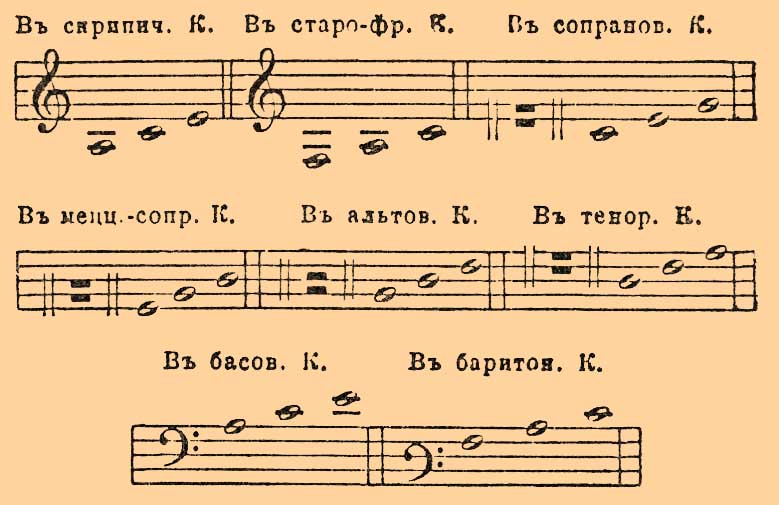 Въ скрипич. К. Въ старо-фр. К. Въ сопранов. К.
Въ мецц.-сопр. К. Въ альтов. К. Въ тенор. К.
Въ басов. К. Въ баритон. К.